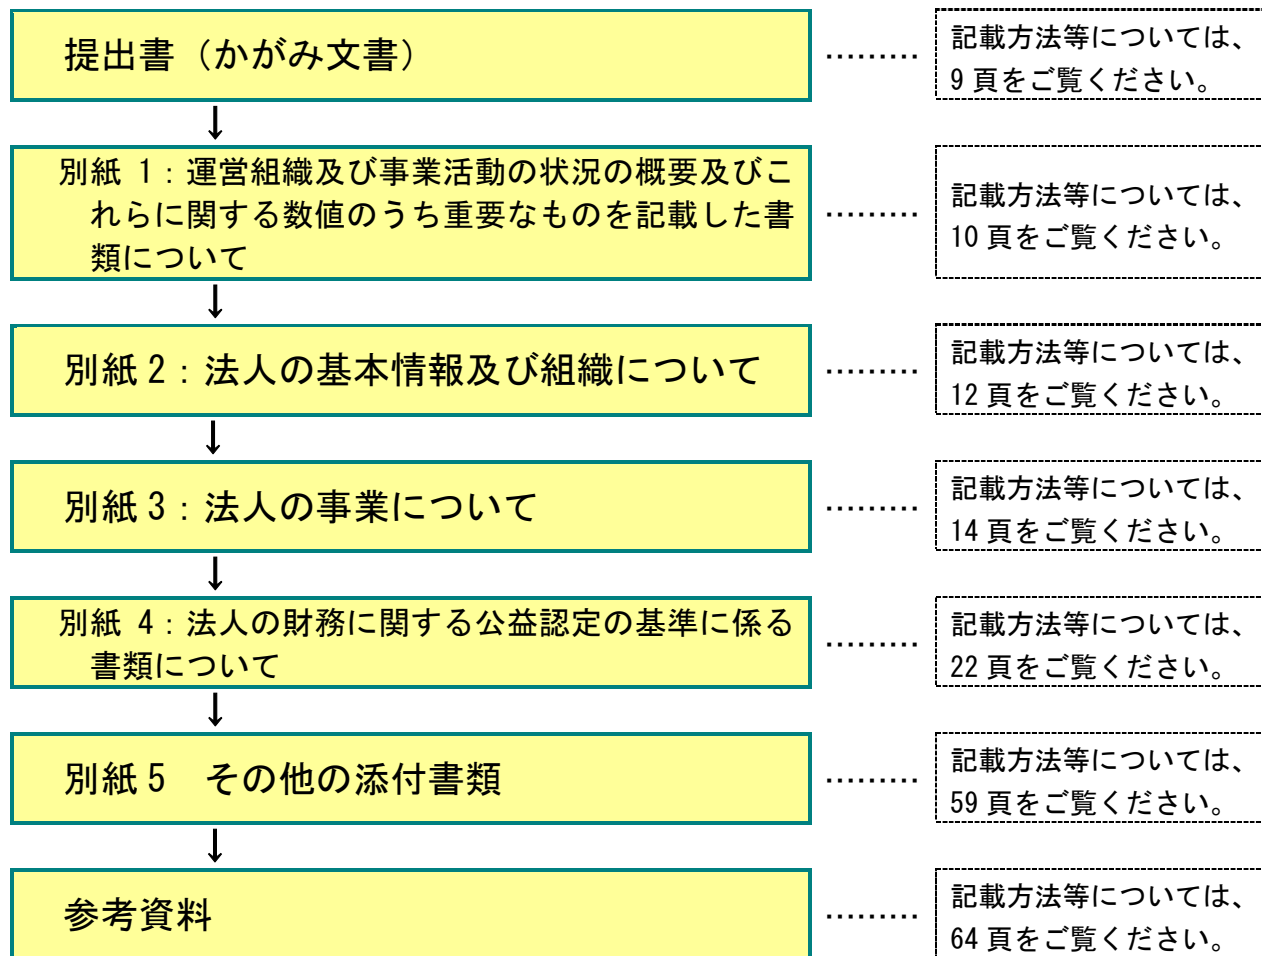 提出書（かがみ文書）
………
記載方法等については、
9 頁をご覧ください。
↓
別紙 1：運営組織及び事業活動の状況の概要及びこ
れらに関する数値のうち重要なものを記載した書
類について
………
記載方法等については、
10 頁をご覧ください。
↓
別紙 2：法人の基本情報及び組織について
………
記載方法等については、
12 頁をご覧ください。
↓
別紙 3：法人の事業について
………
記載方法等については、
14 頁をご覧ください。
↓
別紙 4：法人の財務に関する公益認定の基準に係る
書類について
………
記載方法等については、
22 頁をご覧ください。
↓
別紙 5　その他の添付書類
………
記載方法等については、
59 頁をご覧ください。
↓
参考資料
………
記載方法等については、
64 頁をご覧ください。